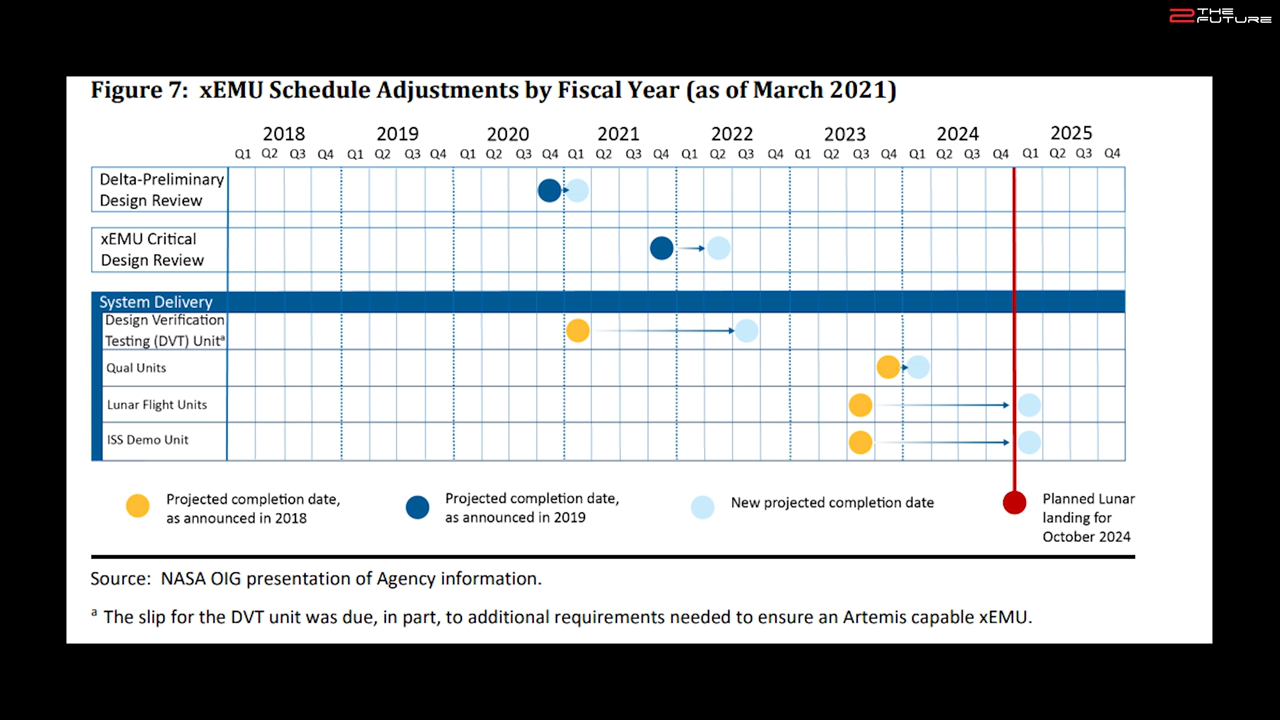 2 THE FUTURE
Figure 7: xEMU Schedule Adjustments by Fiscal Year (as of March 2021)
2018 2019 2020 2021 2022 2023 2024 2025
Q1 Q2 Q3 Q4 Q1 Q2 Q3 Q4 Q1 Q2 Q3 Q4 Q1 Q2 Q3 Q4 Q1 Q2 Q3 Q4 Q1 Q2 Q3 Q4 Q1 Q2 Q3 Q4 Q1 Q2 Q3 Q4
Delta-Preliminary
Design Review
xEMU Critical
Design Review
System Delivery
Design Verification
Testing (DVT) Unitᵃ
Qual Units
Lunar Flight Units
ISS Demo Unit
Projected completion date,
as announced in 2018
Projected completion date,
as announced in 2019
New projected completion date
Planned Lunar
landing for
October 2024
Source: NASA OIG presentation of Agency information.
ᵃ The slip for the DVT unit was due, in part, to additional requirements needed to ensure an Artemis capable xEMU.